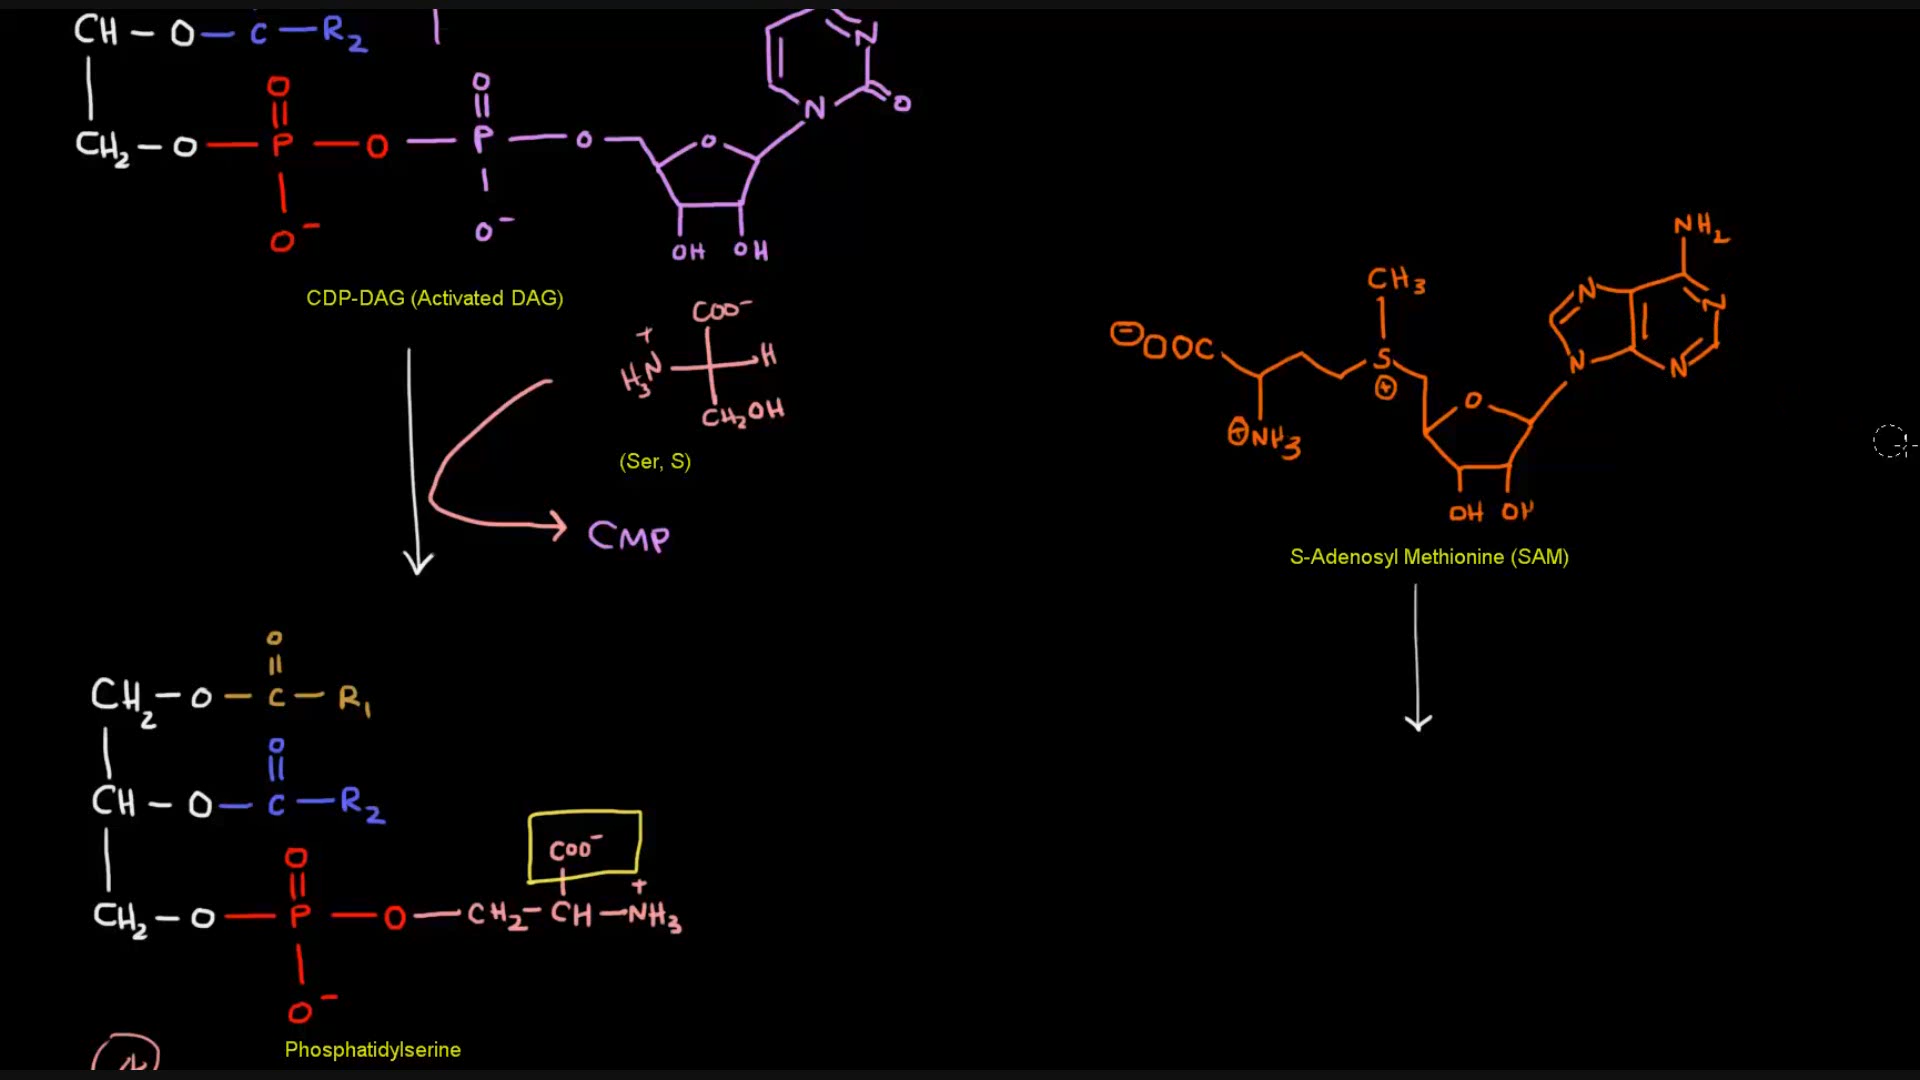 CH – O – C – R2
O
O
N
N
O
CH2 – O – P – O – P – O
O
O-
O-
OH OH
CDP-DAG (Activated DAG)
COO-
+
H3N H
CH2OH
(Ser, S)
CMP
NH2
CH3
N
N
⊖OOC
S
⊕
N
N
O
⊕NH3
OH OH
S-Adenosyl Methionine (SAM)
O
CH2 – O – C – R1
O
CH – O – C – R2
O
COO-
+
CH2 – O – P – O – CH2 – CH – NH3
O-
Phosphatidylserine